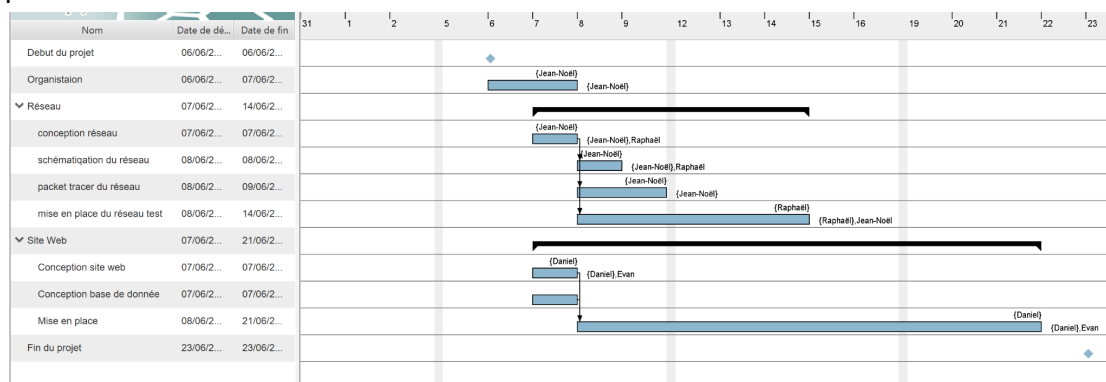 Nom Date de dé... Date de fin 31 1 2 5 6 7 8 9 12 13 14 15 16 19 20 21 22 23
Debut du projet 06/06/2... 06/06/2...
Organistaion 06/06/2... 07/06/2... {Jean-Noël} {Jean-Noël}
Réseau 07/06/2... 14/06/2...
conception réseau 07/06/2... 07/06/2... {Jean-Noël} {Jean-Noël},Raphaël
schématiqation du réseau 08/06/2... 08/06/2... {Jean-Noël} {Jean-Noël},Raphaël
packet tracer du réseau 08/06/2... 09/06/2... {Jean-Noël} {Jean-Noël}
mise en place du réseau test 08/06/2... 14/06/2... {Raphaël} {Raphaël},Jean-Noël
Site Web 07/06/2... 21/06/2...
Conception site web 07/06/2... 07/06/2... {Daniel} {Daniel},Evan
Conception base de donnée 07/06/2... 07/06/2...
Mise en place 08/06/2... 21/06/2... {Daniel} {Daniel},Evan
Fin du projet 23/06/2... 23/06/2...